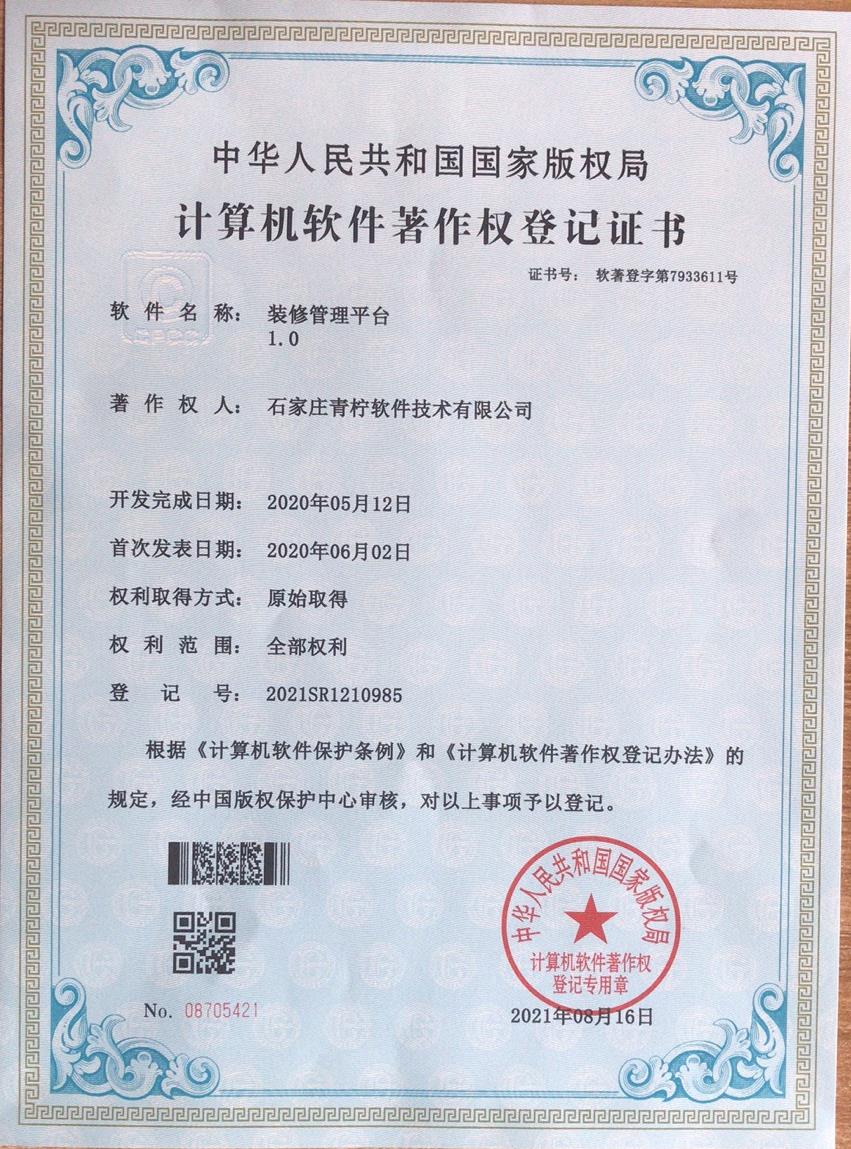 中华人民共和国国家版权局
计算机软件著作权登记证书
证书号： 软著登字第7933611号
软件名称： 装修管理平台
1.0
著作权人： 石家庄青柠软件技术有限公司
开发完成日期： 2020年05月12日
首次发表日期： 2020年06月02日
权利取得方式： 原始取得
权利范围： 全部权利
登记号： 2021SR1210985
根据《计算机软件保护条例》和《计算机软件著作权登记办法》的
规定，经中国版权保护中心审核，对以上事项予以登记。
中华人民共和国国家版权局
计算机软件著作权
登记专用章
No. 08705421
2021年08月16日